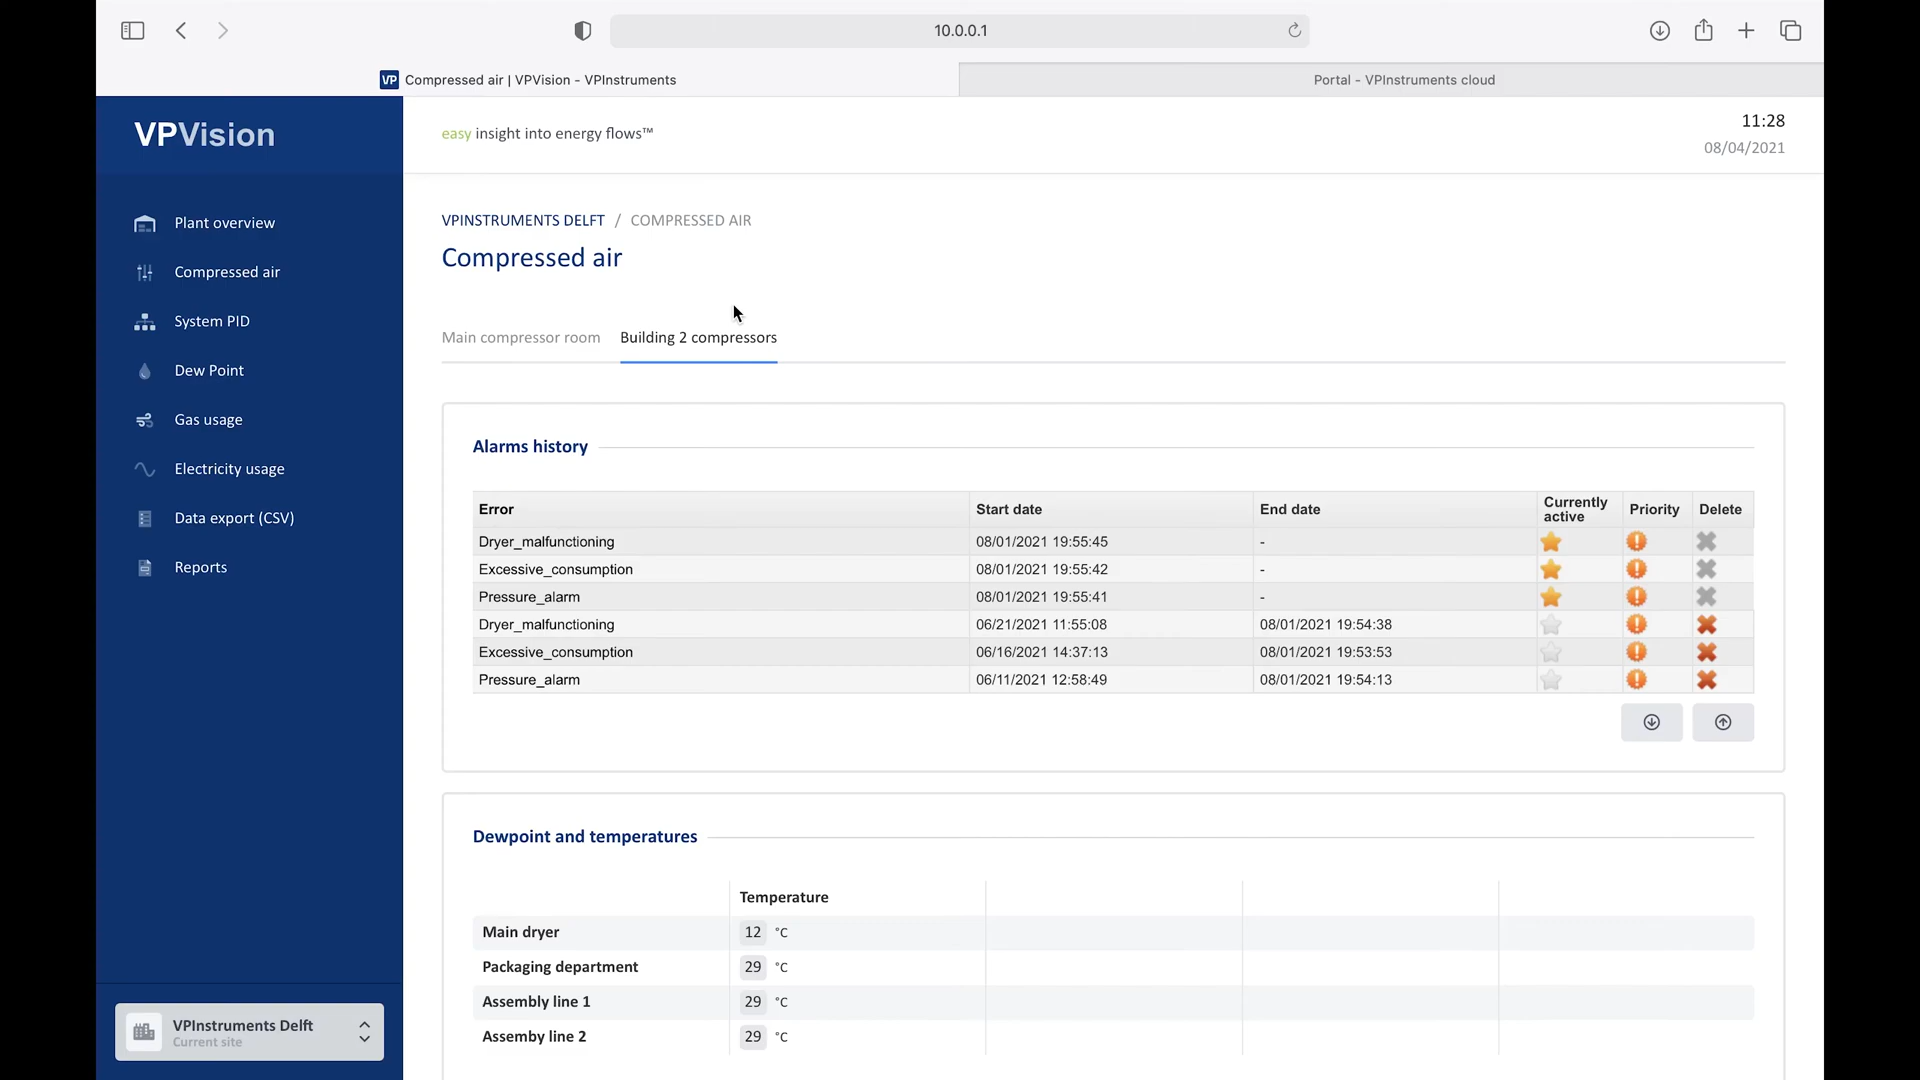 10.0.0.1
VP Compressed air | VPVision - VPInstruments
Portal - VPInstruments cloud
VPVision
easy insight into energy flows™
11:28
08/04/2021
Plant overview
Compressed air
System PID
Dew Point
Gas usage
Electricity usage
Data export (CSV)
Reports
VPInstruments Delft
Current site
VPINSTRUMENTS DELFT / COMPRESSED AIR
Compressed air
Main compressor room Building 2 compressors
Alarms history
Error Start date End date Currently active Priority Delete
Dryer_malfunctioning 08/01/2021 19:55:45 -
Excessive_consumption 08/01/2021 19:55:42 -
Pressure_alarm 08/01/2021 19:55:41 -
Dryer_malfunctioning 06/21/2021 11:55:08 08/01/2021 19:54:38
Excessive_consumption 06/16/2021 14:37:13 08/01/2021 19:53:53
Pressure_alarm 06/11/2021 12:58:49 08/01/2021 19:54:13
Dewpoint and temperatures
Temperature
Main dryer 12 °C
Packaging department 29 °C
Assembly line 1 29 °C
Assemby line 2 29 °C